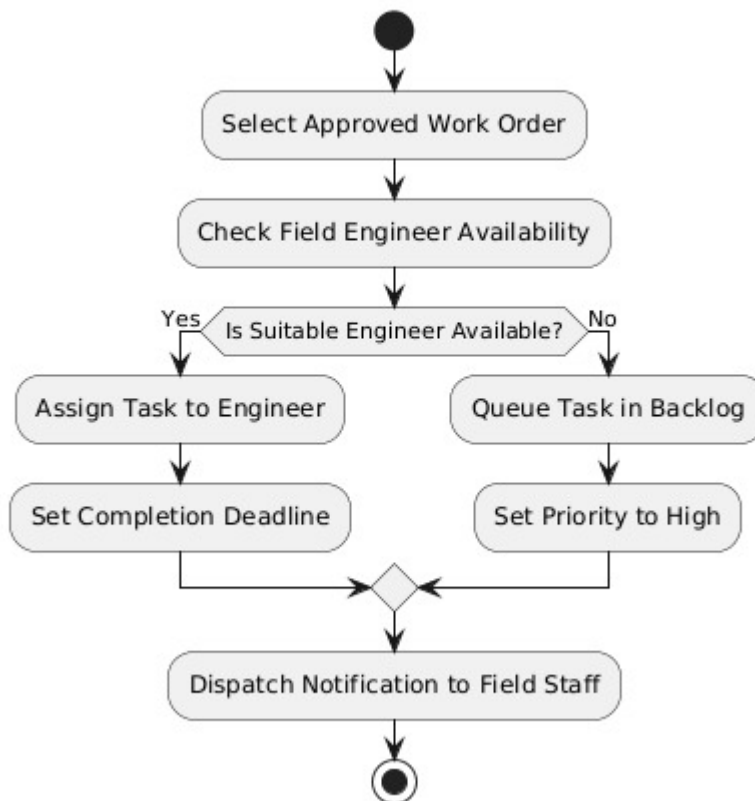 Select Approved Work Order
Check Field Engineer Availability
Yes
Is Suitable Engineer Available?
No
Assign Task to Engineer
Queue Task in Backlog
Set Completion Deadline
Set Priority to High
Dispatch Notification to Field Staff